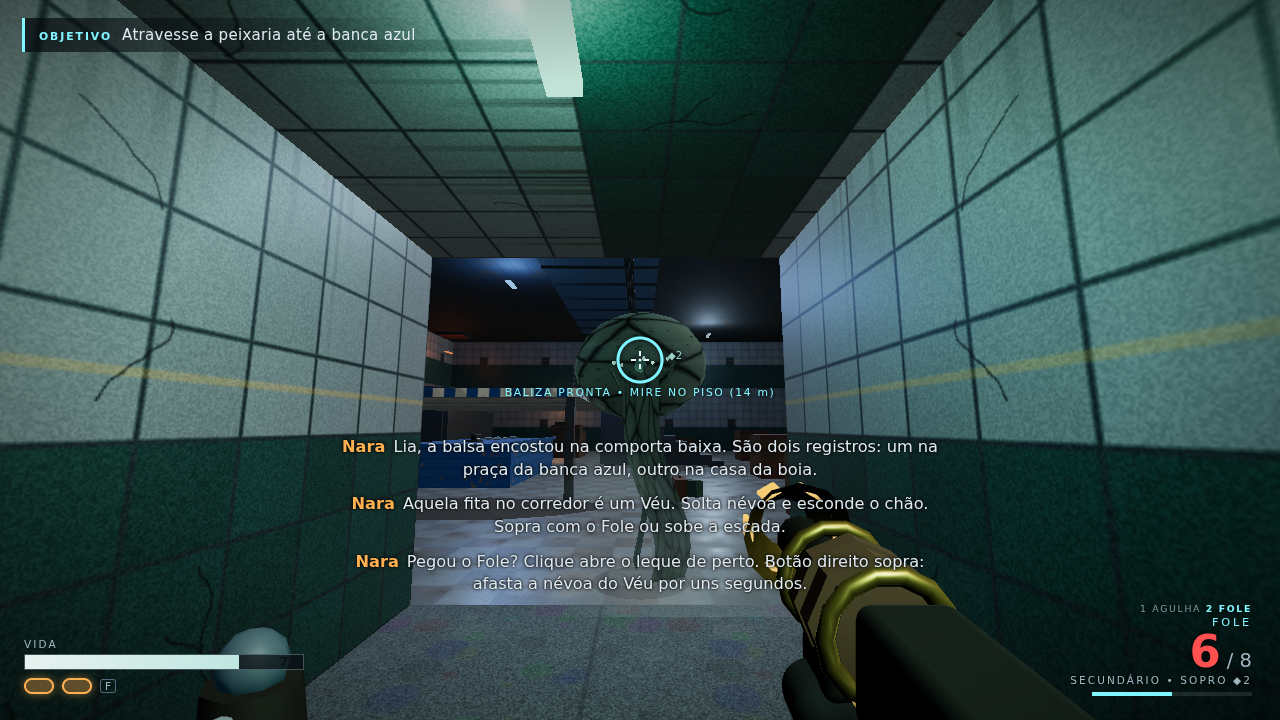 OBJETIVO Atravesse a peixaria até a banca azul
◆2
BALIZA PRONTA • MIRE NO PISO (14 m)
Nara Lia, a balsa encostou na comporta baixa. São dois registros: um na
praça da banca azul, outro na casa da boia.
Nara Aquela fita no corredor é um Véu. Solta névoa e esconde o chão.
Sopra com o Fole ou sobe a escada.
Nara Pegou o Fole? Clique abre o leque de perto. Botão direito sopra:
afasta a névoa do Véu por uns segundos.
VIDA
F
1 AGULHA 2 FOLE
FOLE
6 / 8
SECUNDÁRIO • SOPRO ◆2